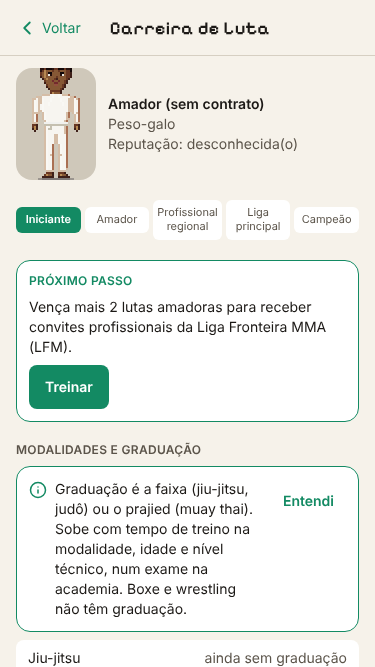 Voltar
Carreira de Luta
Amador (sem contrato)
Peso-galo
Reputação: desconhecida(o)
Iniciante
Amador
Profissional
regional
Liga
principal
Campeão
PRÓXIMO PASSO
Vença mais 2 lutas amadoras para receber
convites profissionais da Liga Fronteira MMA
(LFM).
Treinar
MODALIDADES E GRADUAÇÃO
Graduação é a faixa (jiu-jitsu,
judô) ou o prajied (muay thai).
Sobe com tempo de treino na
modalidade, idade e nível
técnico, num exame na
academia. Boxe e wrestling
não têm graduação.
Entendi
Jiu-jitsu
ainda sem graduação